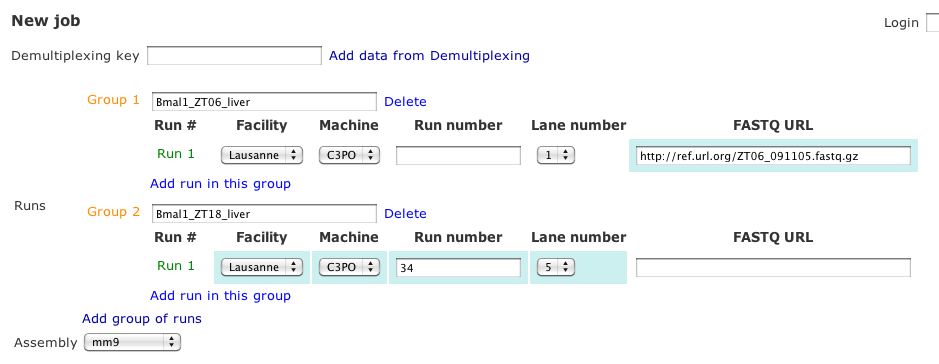 New job
Login
Demultiplexing key Add data from Demultiplexing
Group 1 Bmal1_ZT06_liver Delete
Run # Facility Machine Run number Lane number FASTQ URL
Run 1 Lausanne C3PO 1 http://ref.url.org/ZT06_091105.fastq.gz
Add run in this group
Runs
Group 2 Bmal1_ZT18_liver Delete
Run # Facility Machine Run number Lane number FASTQ URL
Run 1 Lausanne C3PO 34 5
Add run in this group
Add group of runs
Assembly mm9